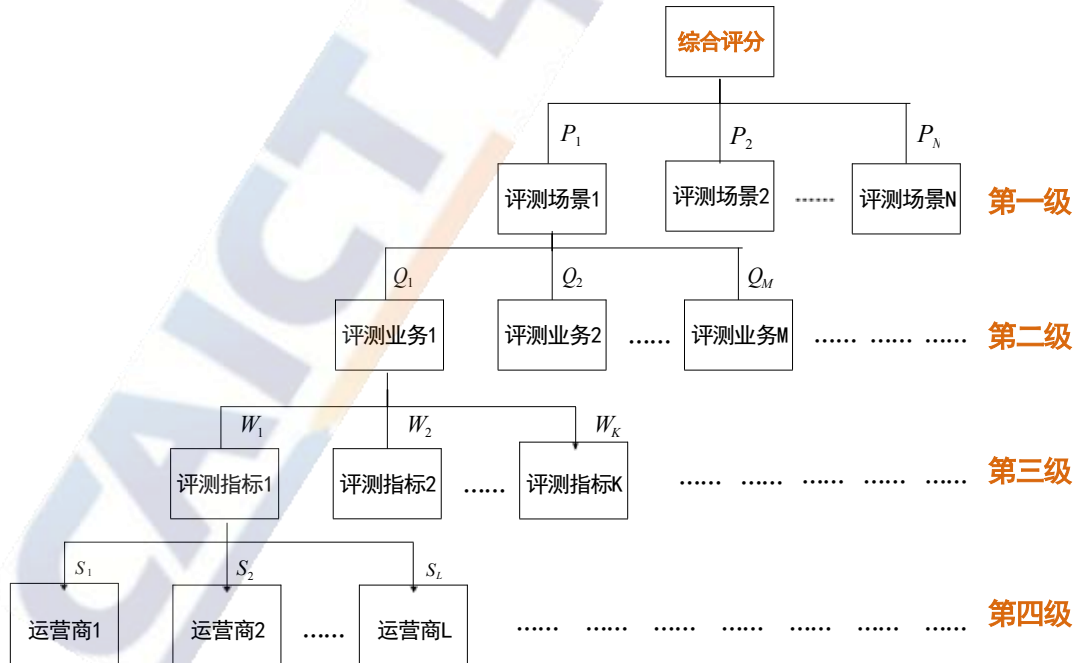 综合评分
P1 P2 PN
评测场景1 评测场景2 ...... 评测场景N 第一级
Q1 Q2 QM
评测业务1 评测业务2 ...... 评测业务M ...... ...... ...... 第二级
W1 W2 WK
评测指标1 评测指标2 ...... 评测指标K ...... ...... ...... ...... ...... 第三级
S1 S2 SL
运营商1 运营商2 ...... 运营商L ...... ...... ...... ...... ...... ...... ...... 第四级
CAICT